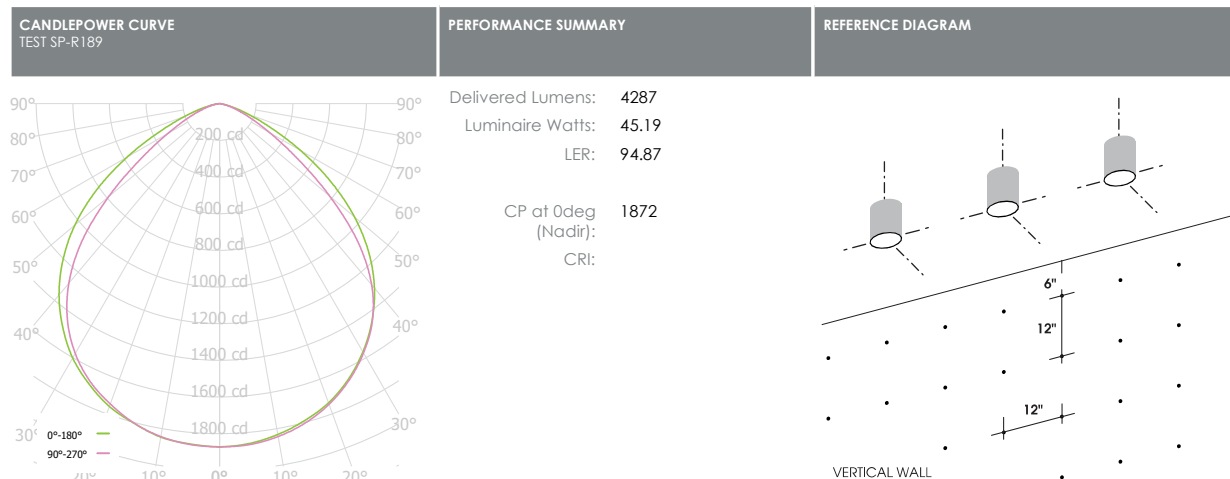 CANDLEPOWER CURVE
TEST SP-R189
90°
90°
80°
80°
70°
70°
60°
60°
50°
50°
40°
40°
30°
30°
20°
10°
0°
10°
20°
200 cd
400 cd
600 cd
800 cd
1000 cd
1200 cd
1400 cd
1600 cd
1800 cd
0°-180°
90°-270°
PERFORMANCE SUMMARY
Delivered Lumens: 4287
Luminaire Watts: 45.19
LER: 94.87
CP at 0deg 1872
(Nadir):
CRI:
REFERENCE DIAGRAM
6"
12"
12"
VERTICAL WALL